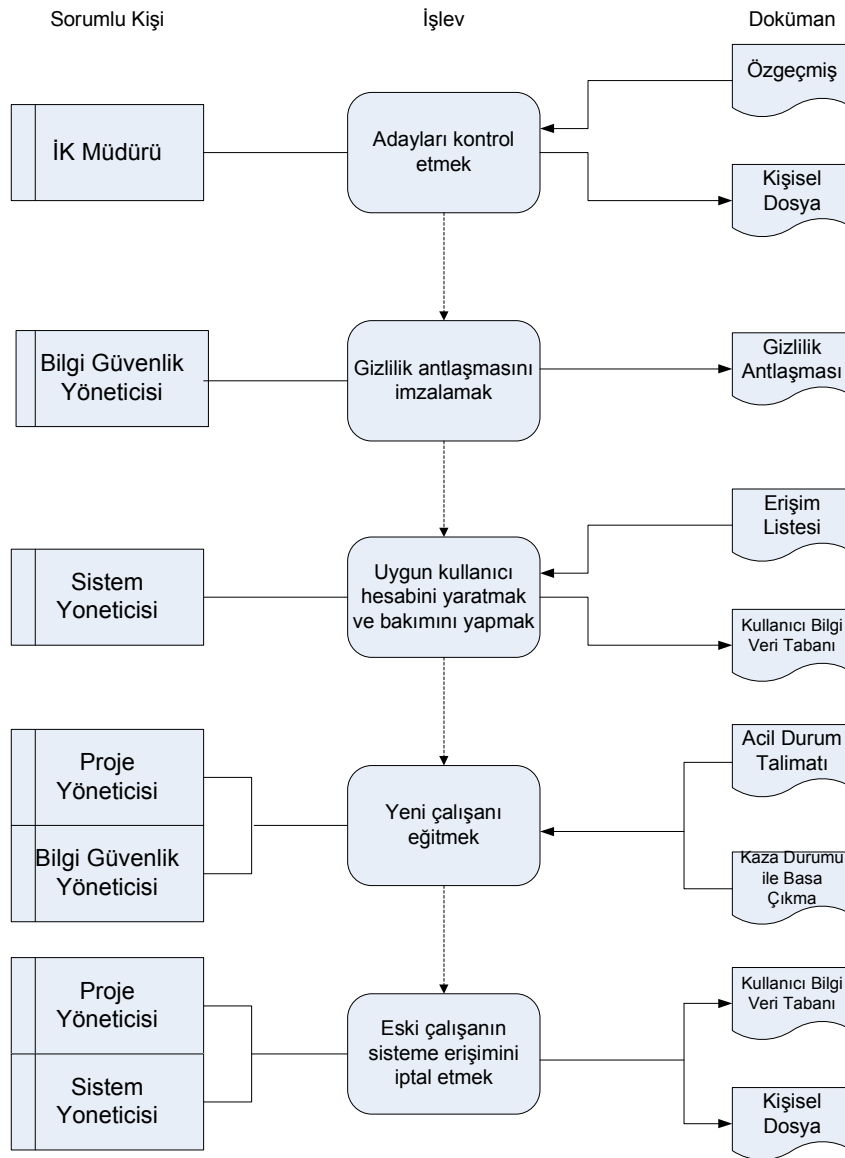 Sorumlu Kişi
İşlev
Doküman
Özgeçmiş
İK Müdürü
Adayları kontrol
etmek
Kişisel
Dosya
Bilgi Güvenlik
Yöneticisi
Gizlilik antlaşmasını
imzalamak
Gizlilik
Antlaşması
Erişim
Listesi
Sistem
Yoneticisi
Uygun kullanıcı
hesabini yaratmak
ve bakımını yapmak
Kullanıcı Bilgi
Veri Tabanı
Proje
Yöneticisi
Bilgi Güvenlik
Yöneticisi
Yeni çalışanı
eğitmek
Acil Durum
Talimatı
Kaza Durumu
ile Basa
Çıkma
Proje
Yöneticisi
Sistem
Yoneticisi
Eski çalışanın
sisteme erişimini
iptal etmek
Kullanıcı Bilgi
Veri Tabanı
Kişisel
Dosya